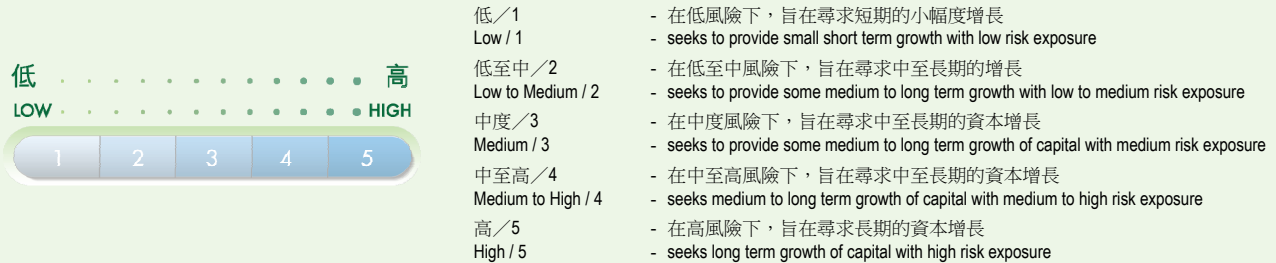 低 高
LOW HIGH
1 2 3 4 5
低／1 - 在低風險下，旨在尋求短期的小幅度增長
Low / 1 - seeks to provide small short term growth with low risk exposure
低至中／2 - 在低至中風險下，旨在尋求中至長期的增長
Low to Medium / 2 - seeks to provide some medium to long term growth with low to medium risk exposure
中度／3 - 在中度風險下，旨在尋求中至長期的資本增長
Medium / 3 - seeks to provide some medium to long term growth of capital with medium risk exposure
中至高／4 - 在中至高風險下，旨在尋求中至長期的資本增長
Medium to High / 4 - seeks medium to long term growth of capital with medium to high risk exposure
高／5 - 在高風險下，旨在尋求長期的資本增長
High / 5 - seeks long term growth of capital with high risk exposure